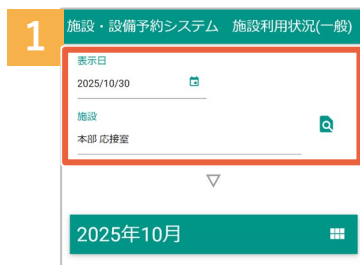 1
施設・設備予約システム　施設利用状況(一般)
表示日
2025/10/30
施設
本部 応接室
▽
2025年10月